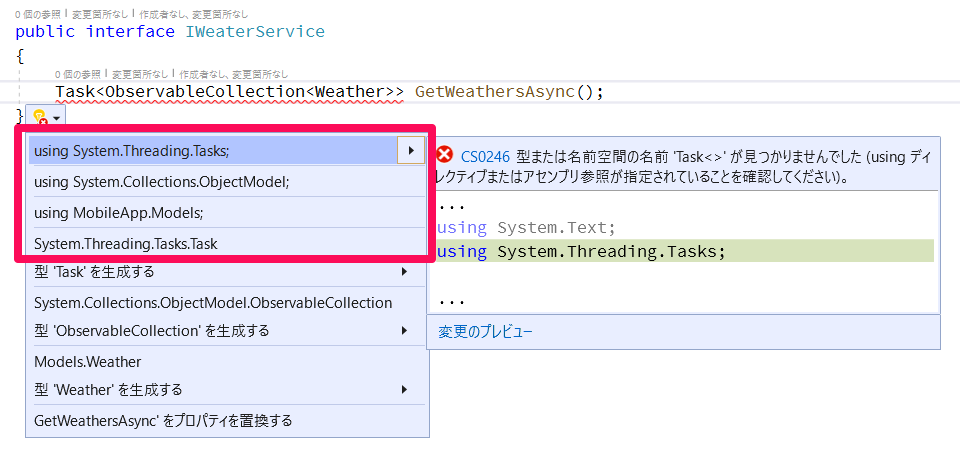 0 個の参照 | 変更箇所なし | 作成者なし、変更箇所なし
public interface IWeaterService
{
0 個の参照 | 変更箇所なし | 作成者なし、変更箇所なし
Task<ObservableCollection<Weather>> GetWeathersAsync();
}
using System.Threading.Tasks;
using System.Collections.ObjectModel;
using MobileApp.Models;
System.Threading.Tasks.Task
型 'Task' を生成する
System.Collections.ObjectModel.ObservableCollection
型 'ObservableCollection' を生成する
Models.Weather
型 'Weather' を生成する
GetWeathersAsync' をプロパティを置換する
CS0246 型または名前空間の名前 'Task<>' が見つかりませんでした (using ディ
レクティブまたはアセンブリ参照が指定されていることを確認してください)。
...
using System.Text;
using System.Threading.Tasks;
...
変更のプレビュー